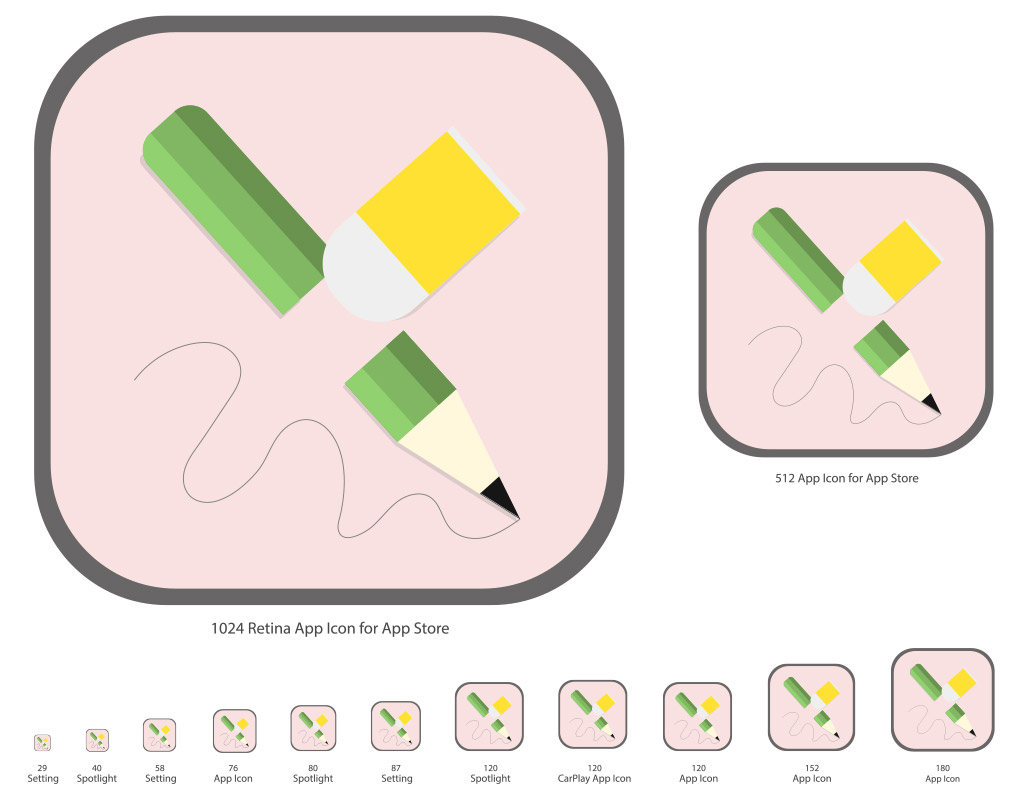 1024 Retina App Icon for App Store
512 App Icon for App Store
29
Setting
40
Spotlight
58
Setting
76
App Icon
80
Spotlight
87
Setting
120
Spotlight
120
CarPlay App Icon
120
App Icon
152
App Icon
180
App Icon